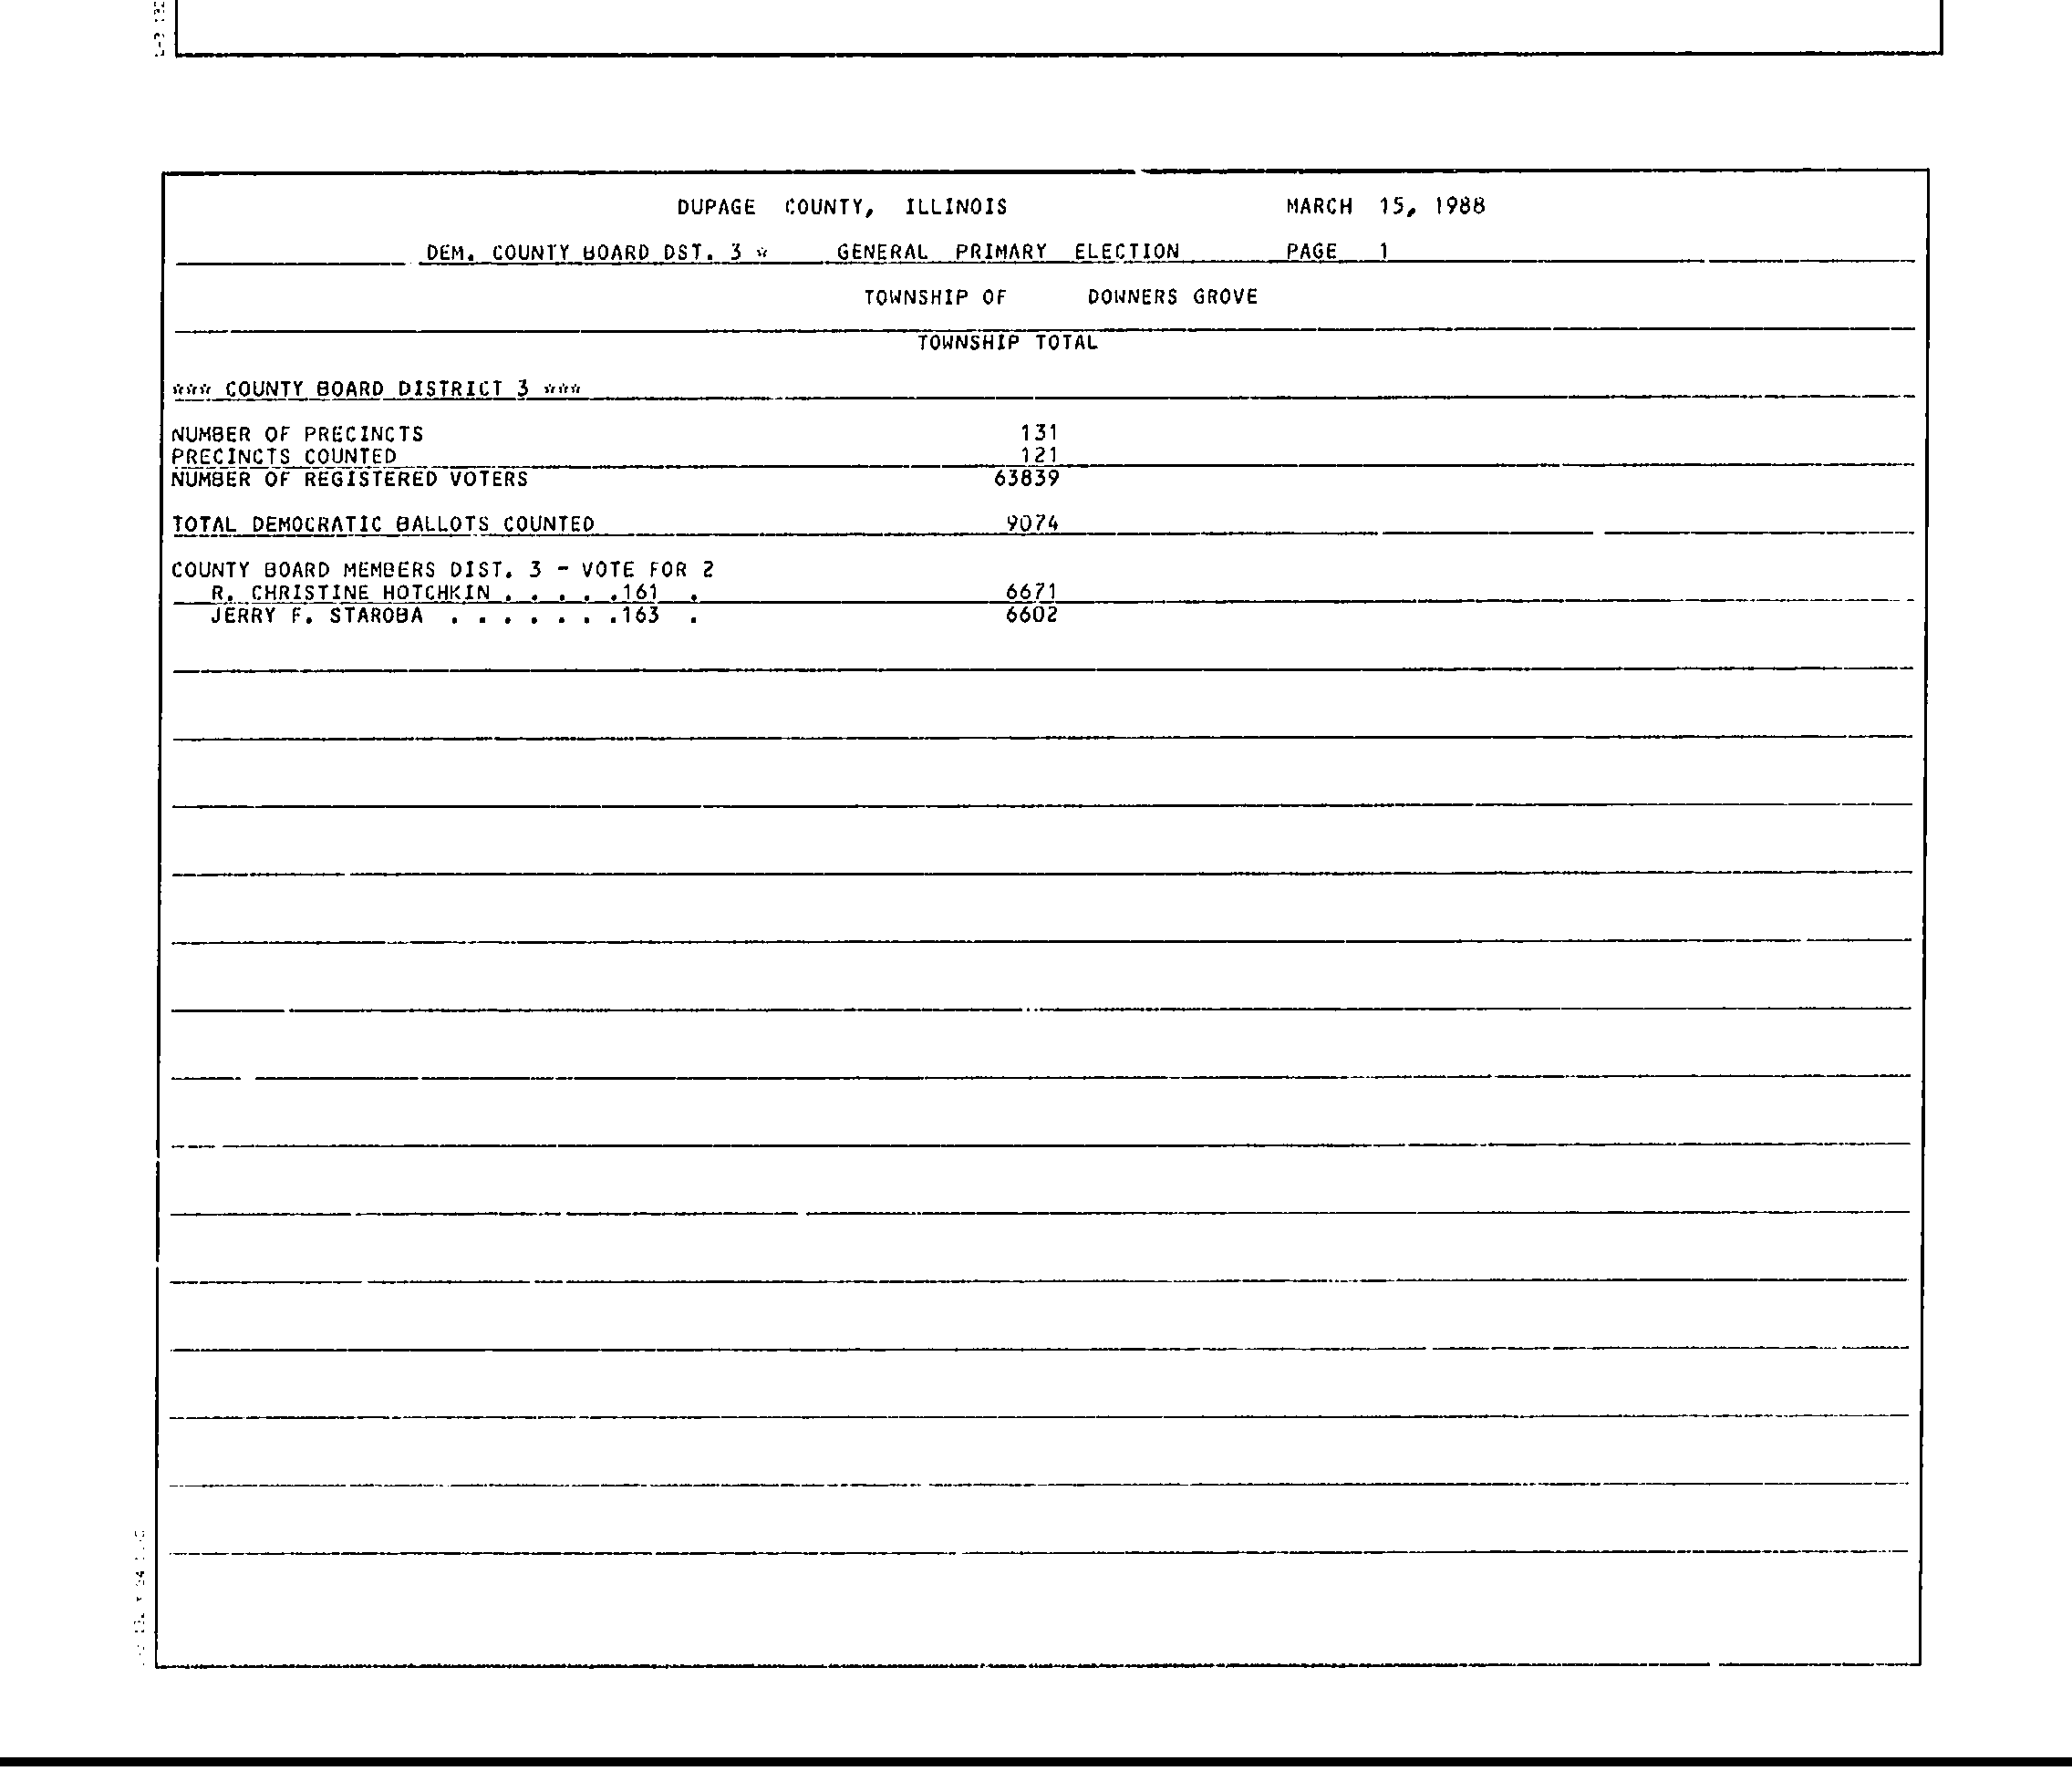 DUPAGE COUNTY, ILLINOIS MARCH 15, 1988
DEM. COUNTY BOARD DST. 3 * GENERAL PRIMARY ELECTION PAGE 1
TOWNSHIP OF DOWNERS GROVE
TOWNSHIP TOTAL
*** COUNTY BOARD DISTRICT 3 ***
NUMBER OF PRECINCTS 131
PRECINCTS COUNTED 121
NUMBER OF REGISTERED VOTERS 63839
TOTAL DEMOCRATIC BALLOTS COUNTED 9074
COUNTY BOARD MEMBERS DIST. 3 - VOTE FOR 2
R. CHRISTINE HOTCHKIN . . . . .161 . 6671
JERRY F. STAROBA . . . . . . .163 . 6602